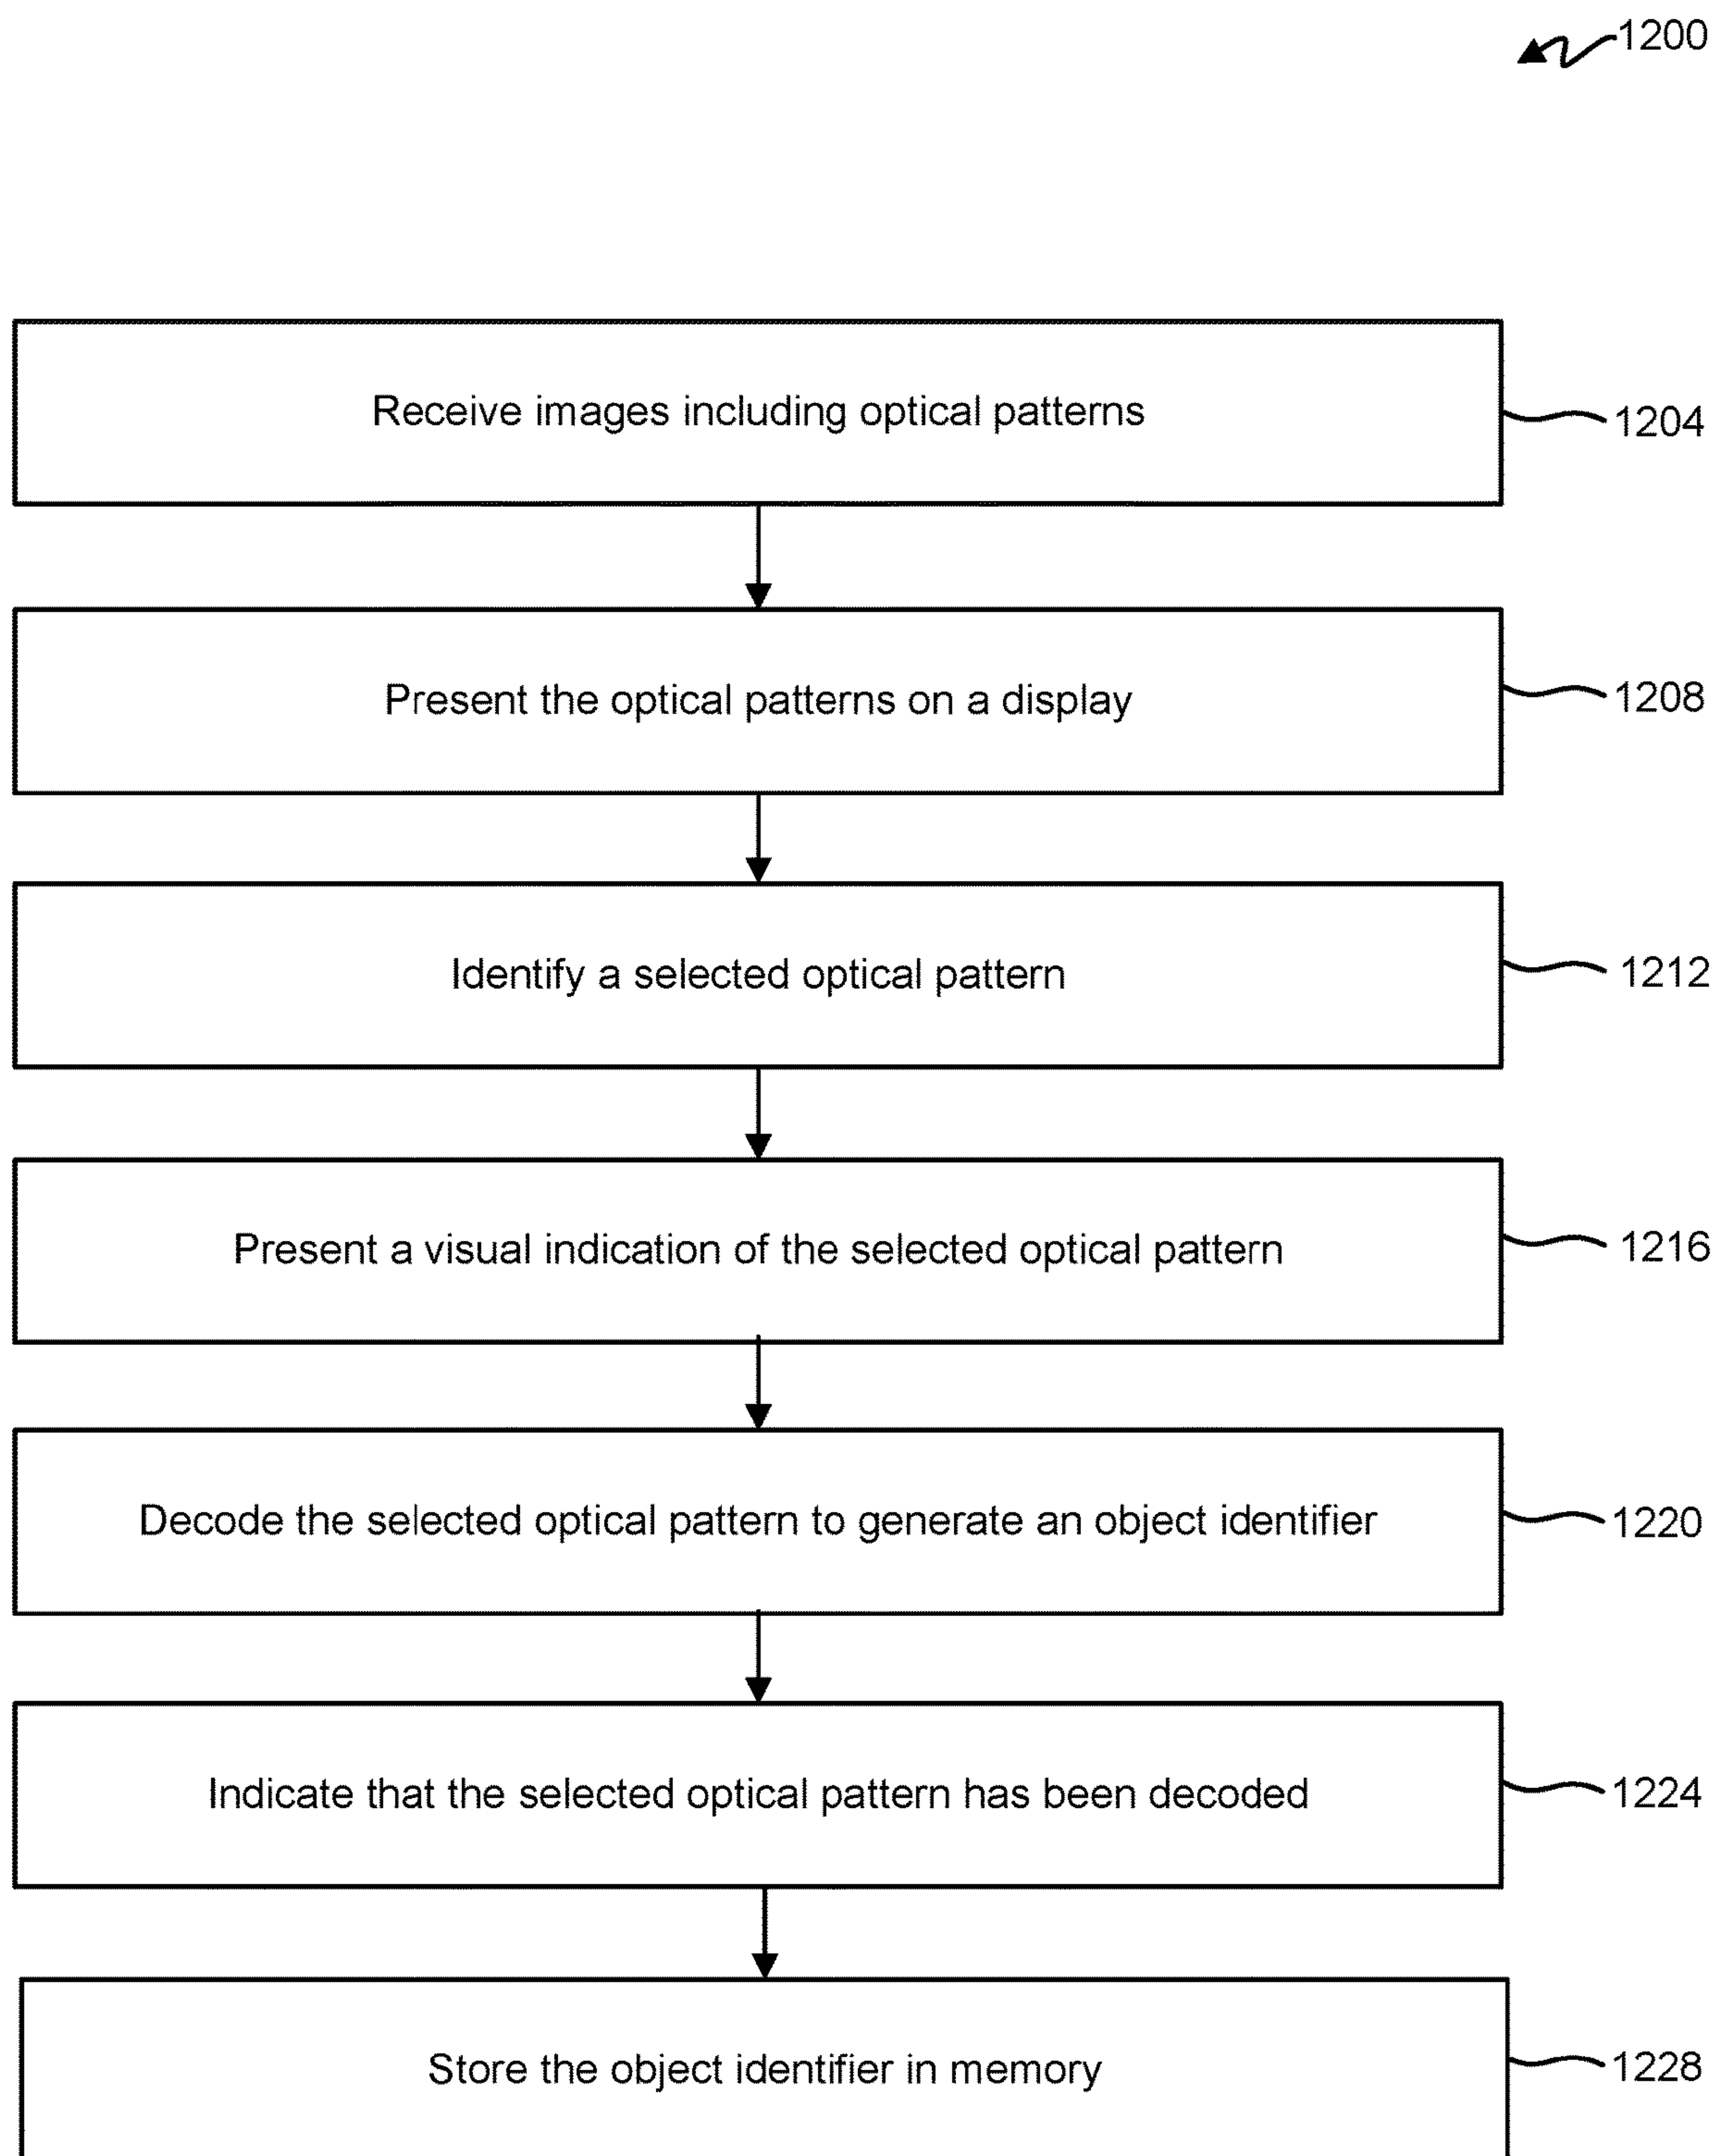 1200
Receive images including optical patterns
1204
Present the optical patterns on a display
1208
Identify a selected optical pattern
1212
Present a visual indication of the selected optical pattern
1216
Decode the selected optical pattern to generate an object identifier
1220
Indicate that the selected optical pattern has been decoded
1224
Store the object identifier in memory
1228